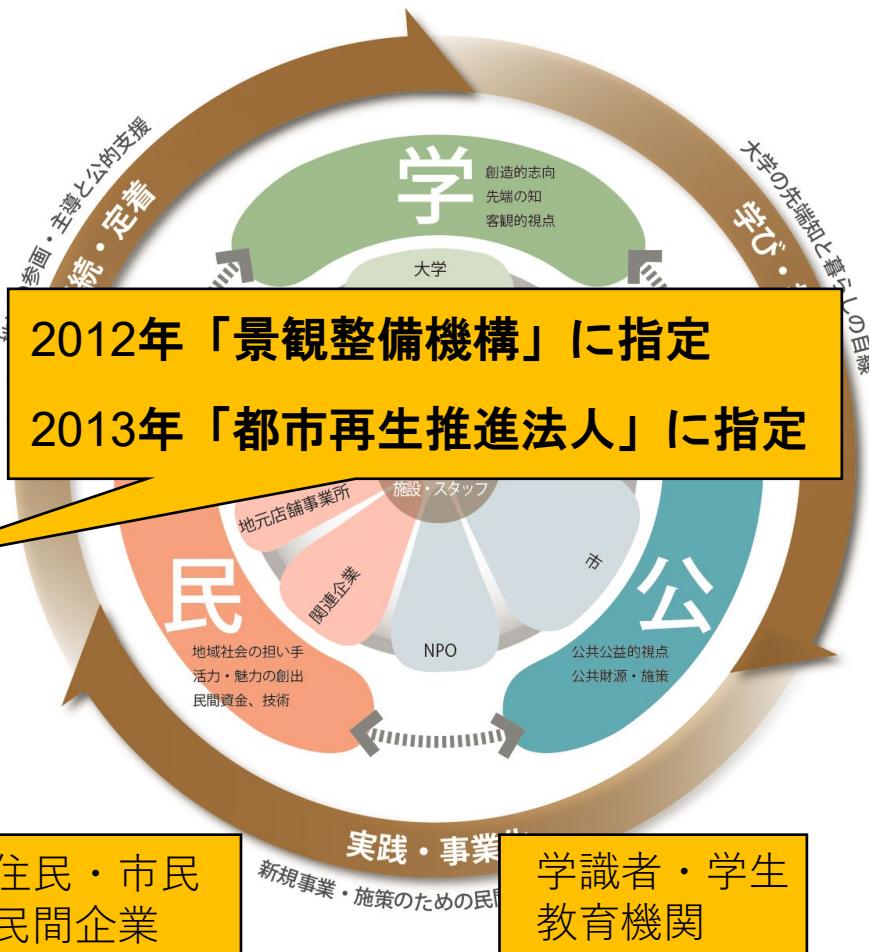 の参画・主導と公的支援
続・定着
学
創造的志向
先端の知
客観的視点
大学
学び・
大学の先端知と暮らしの目線
2012年「景観整備機構」に指定
2013年「都市再生推進法人」に指定
施設・スタッフ
地元店舗事業所
関連企業
NPO
市
民
地域社会の担い手
活力・魅力の創出
民間資金、技術
公
公共公益的視点
公共財源・施策
実践・事業
新規事業・施策のための民
住民・市民
民間企業
学識者・学生
教育機関